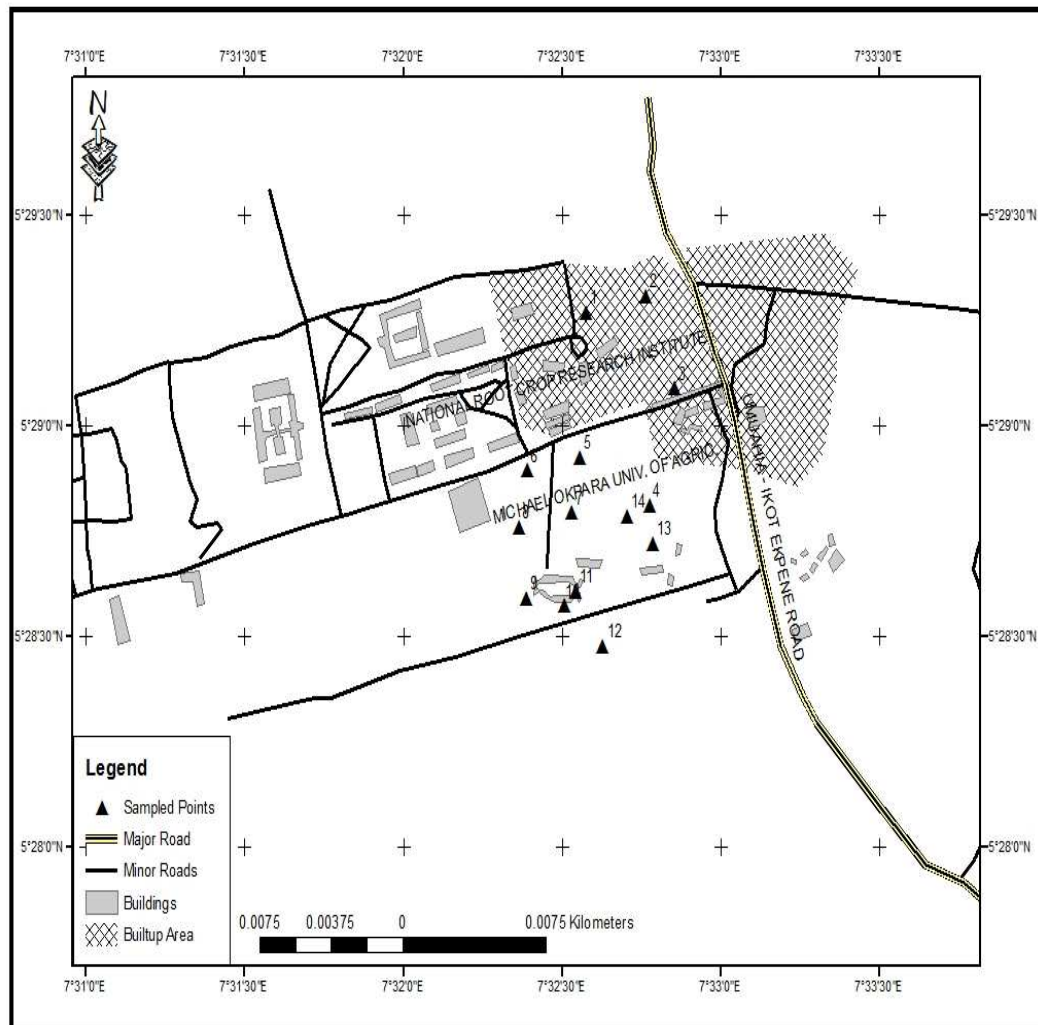 7°31'0"E 7°31'30"E 7°32'0"E 7°32'30"E 7°33'0"E 7°33'30"E
N
5°29'30"N 5°29'30"N
2
1
NATIONAL ROOT CROP RESEARCH INSTITUTE
3
5°29'0"N 5°29'0"N
UMUAHIA - IKOT EKPENE ROAD
5
6
MICHAEL OKPARA UNIV. OF AGRIC
7
14 4
8
13
11
9
10
5°28'30"N 5°28'30"N
12
Legend
Sampled Points
Major Road
Minor Roads
Buildings
Builtup Area
5°28'0"N 5°28'0"N
0.0075 0.00375 0 0.0075 Kilometers
7°31'0"E 7°31'30"E 7°32'0"E 7°32'30"E 7°33'0"E 7°33'30"E